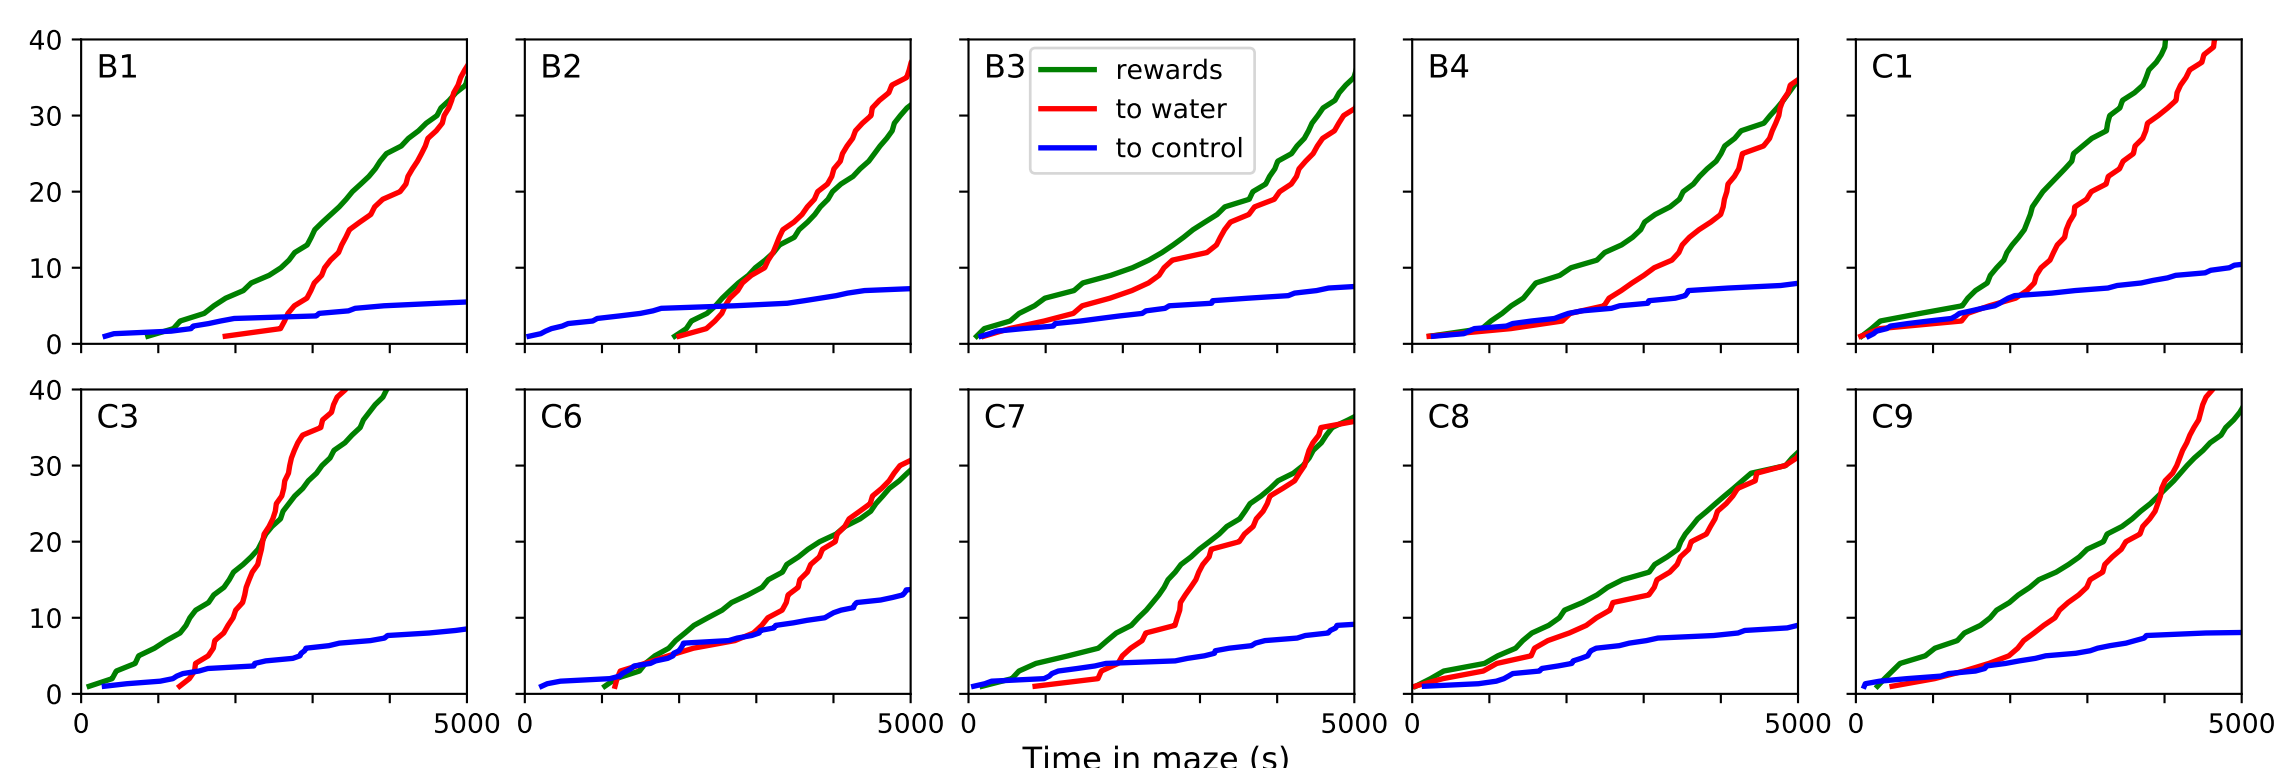 40 B1 B2 B3 B4 C1
rewards
30
to water
to control
20
10
0
40 C3 C6 C7 C8 C9
30
20
10
0
0 5000 0 5000 0 5000 0 5000 0 5000
Time in maze (s)